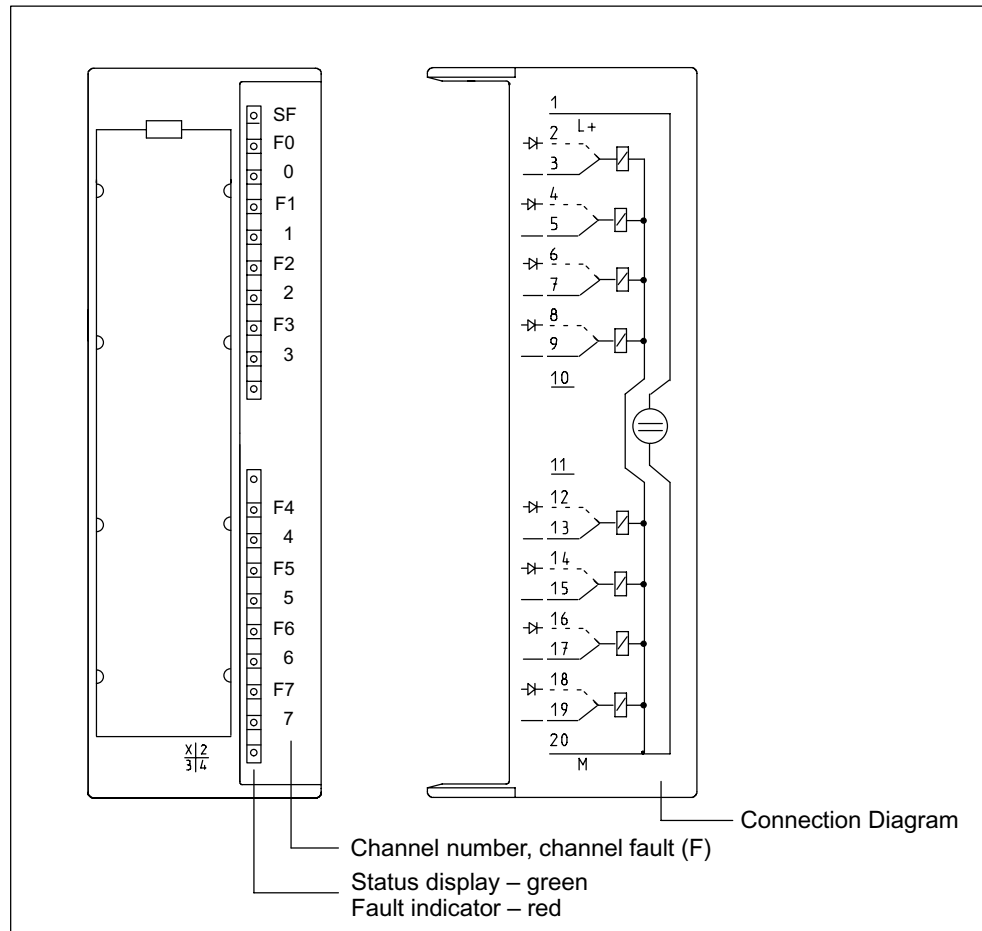 SF
F0
0
F1
1
F2
2
F3
3
F4
4
F5
5
F6
6
F7
7
X 2
3 4
1
L+
2
3
4
5
6
7
8
9
10
11
12
13
14
15
16
17
18
19
20
M
Connection Diagram
Channel number, channel fault (F)
Status display – green
Fault indicator – red